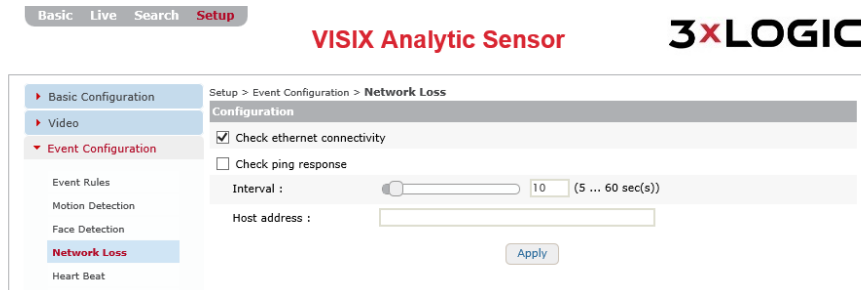 Basic Live Search Setup
VISIX Analytic Sensor
3xLOGIC
Basic Configuration
Video
Event Configuration
Event Rules
Motion Detection
Face Detection
Network Loss
Heart Beat
Setup > Event Configuration > Network Loss
Configuration
Check ethernet connectivity
Check ping response
Interval : 10 (5 ... 60 sec(s))
Host address :
Apply